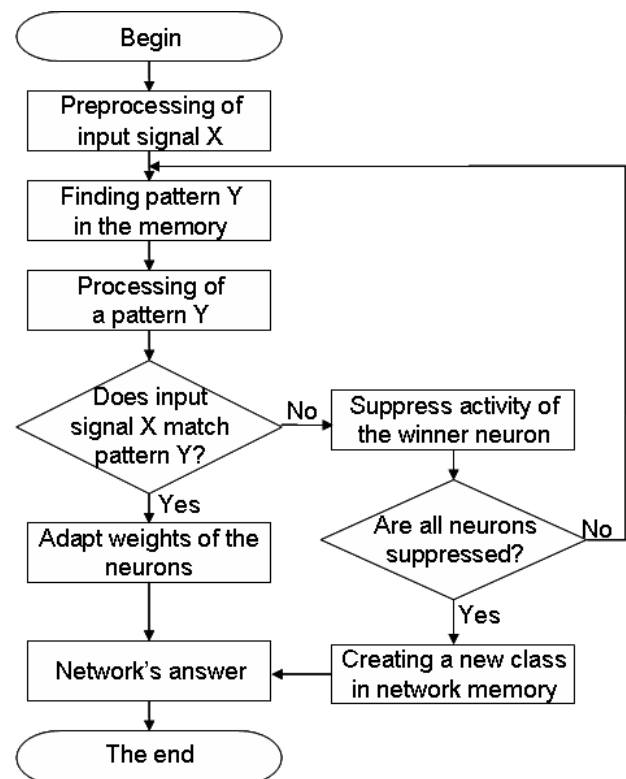 Begin
Preprocessing of
input signal X
Finding pattern Y
in the memory
Processing of
a pattern Y
Does input
signal X match
pattern Y?
No
Suppress activity of
the winner neuron
Yes
Are all neurons
suppressed?
No
Adapt weights of the
neurons
Yes
Network's answer
Creating a new class
in network memory
The end